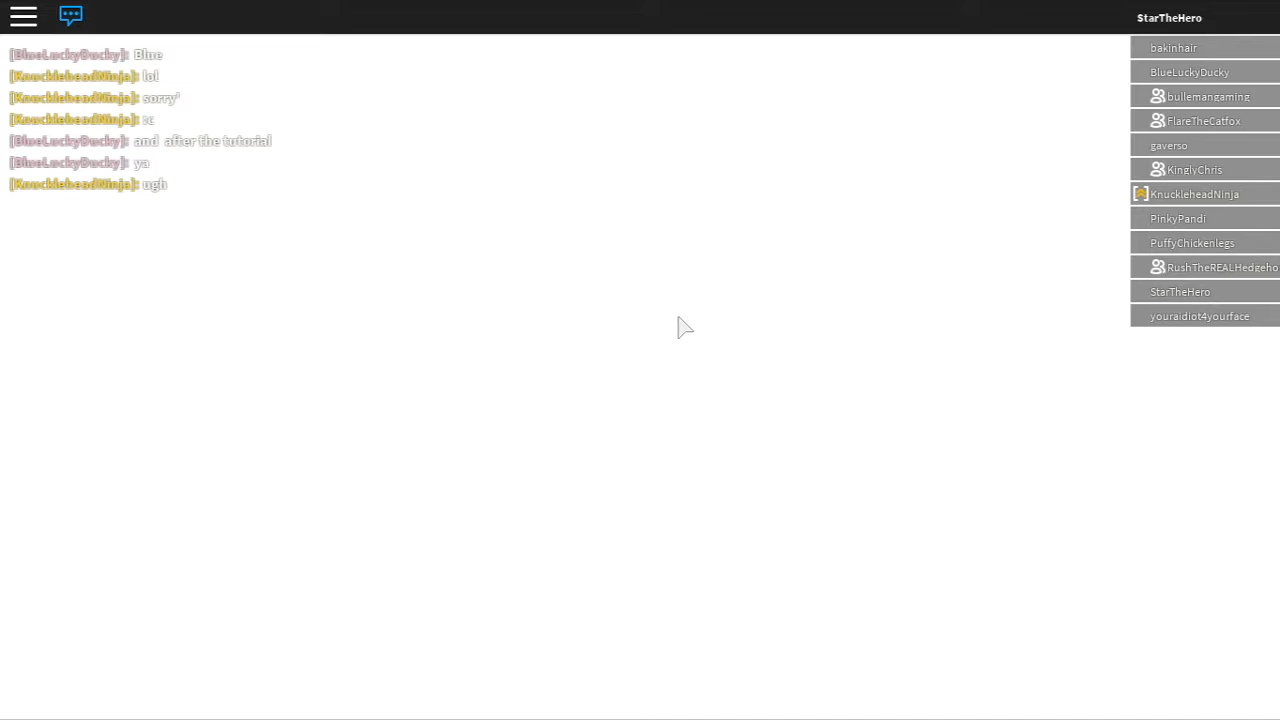 StarTheHero
[BlueLuckyDucky]: Blue
[KnuckleheadNinja]: lol
[KnuckleheadNinja]: sorry'
[KnuckleheadNinja]: :c
[BlueLuckyDucky]: and after the tutorial
[BlueLuckyDucky]: ya
[KnuckleheadNinja]: ugh
bakinhair
BlueLuckyDucky
bullemangaming
FlareTheCatfox
gaverso
KinglyChris
KnuckleheadNinja
PinkyPandi
PuffyChickenlegs
RushTheREALHedgeho
StarTheHero
youraidiot4yourface